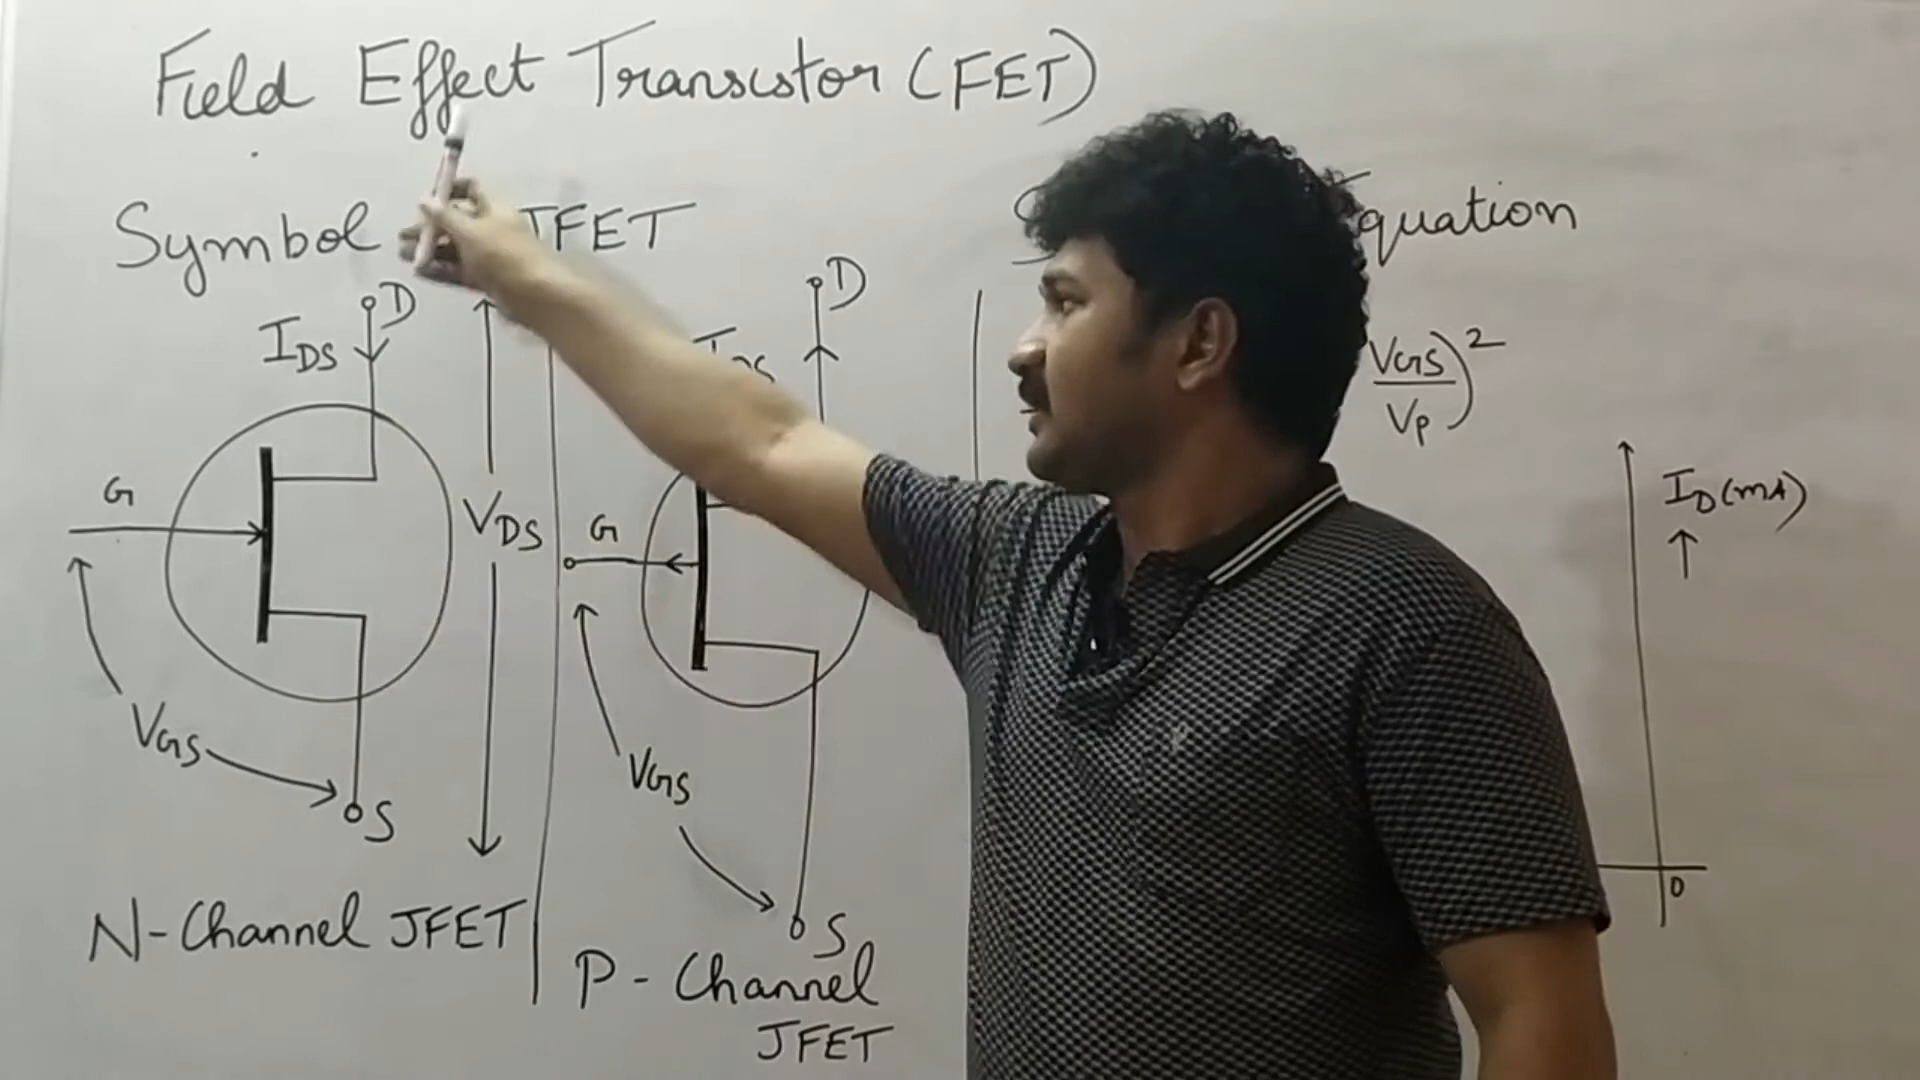 Field Effect Transistor (FET)
Symbol JFET
Equation
D
IDS
G
VDS
VGS
S
N-Channel JFET
D
G
VGS
S
P-Channel
JFET
VGS
VP
)2
ID(mA)
0